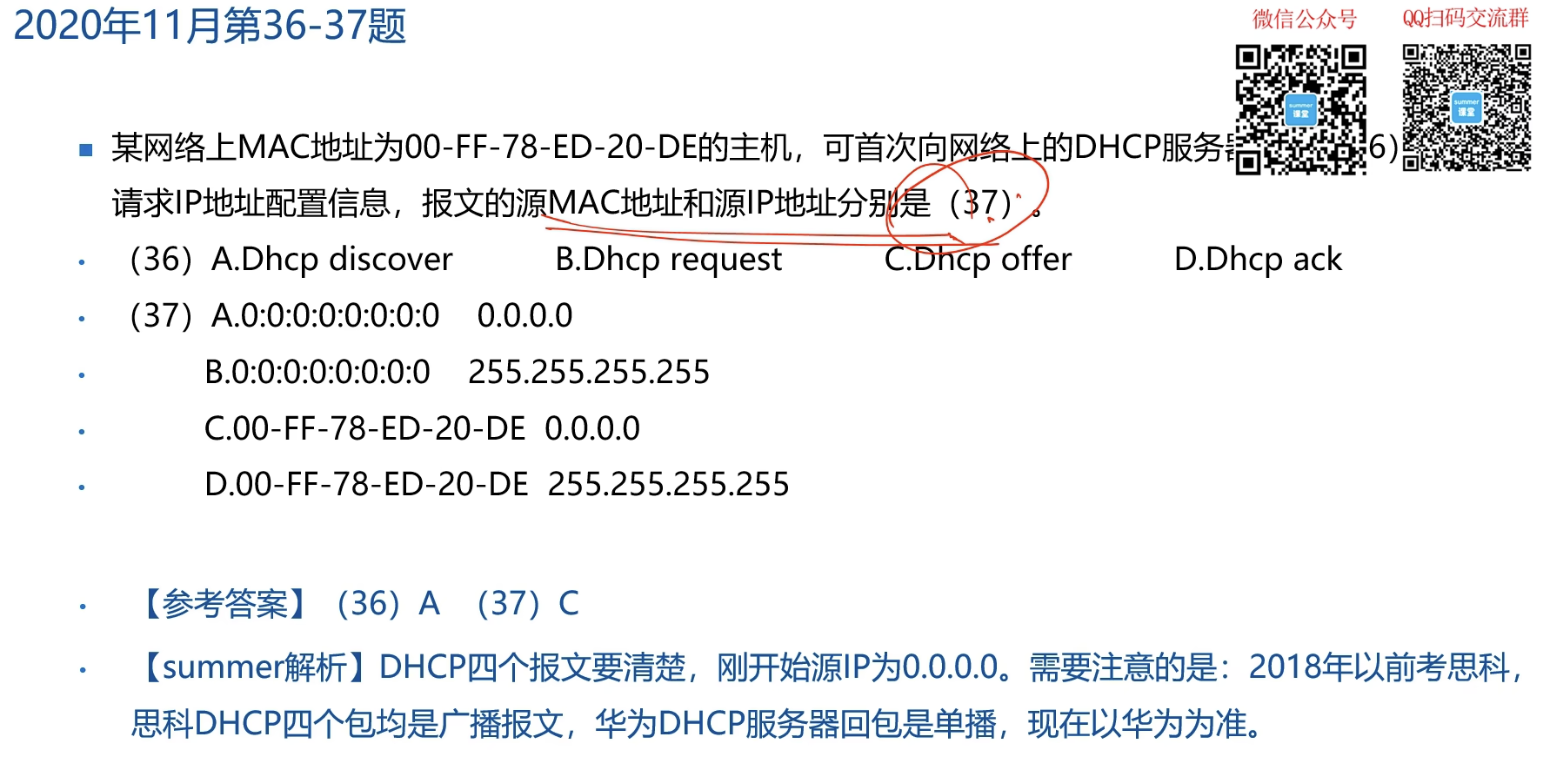 2020年11月第36-37题
微信公众号
QQ扫码交流群
summer
课堂
summer
课堂
■ 某网络上MAC地址为00-FF-78-ED-20-DE的主机，可首次向网络上的DHCP服务 6)
请求IP地址配置信息，报文的源MAC地址和源IP地址分别是（37）。
• （36）A.Dhcp discover B.Dhcp request C.Dhcp offer D.Dhcp ack
• （37）A.0:0:0:0:0:0:0:0 0.0.0.0
• B.0:0:0:0:0:0:0:0 255.255.255.255
• C.00-FF-78-ED-20-DE 0.0.0.0
• D.00-FF-78-ED-20-DE 255.255.255.255
• 【参考答案】（36）A （37）C
• 【summer解析】DHCP四个报文要清楚，刚开始源IP为0.0.0.0。需要注意的是：2018年以前考思科，
思科DHCP四个包均是广播报文，华为DHCP服务器回包是单播，现在以华为为准。